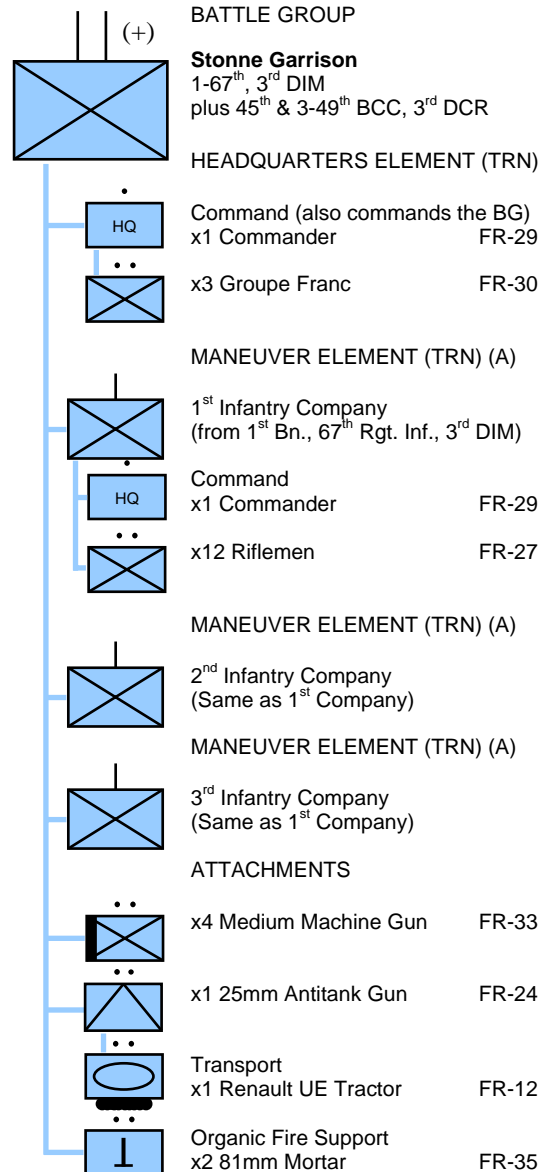 BATTLE GROUP
(+)
Stonne Garrison
1-67th, 3rd DIM
plus 45th & 3-49th BCC, 3rd DCR
HEADQUARTERS ELEMENT (TRN)
Command (also commands the BG)
HQ
x1 Commander FR-29
x3 Groupe Franc FR-30
MANEUVER ELEMENT (TRN) (A)
1st Infantry Company
(from 1st Bn., 67th Rgt. Inf., 3rd DIM)
Command
HQ
x1 Commander FR-29
x12 Riflemen FR-27
MANEUVER ELEMENT (TRN) (A)
2nd Infantry Company
(Same as 1st Company)
MANEUVER ELEMENT (TRN) (A)
3rd Infantry Company
(Same as 1st Company)
ATTACHMENTS
x4 Medium Machine Gun FR-33
x1 25mm Antitank Gun FR-24
Transport
x1 Renault UE Tractor FR-12
Organic Fire Support
x2 81mm Mortar FR-35